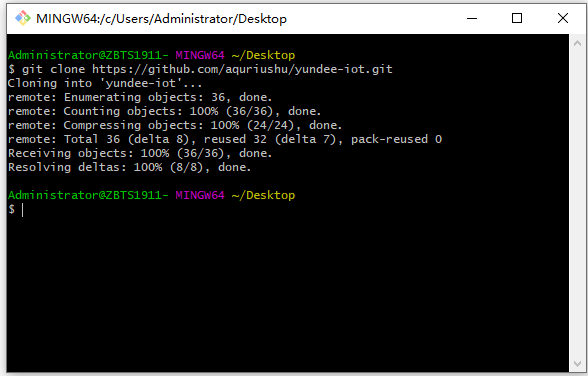 MINGW64:/c/Users/Administrator/Desktop
Administrator@ZBTS1911- MINGW64 ~/Desktop
$ git clone https://github.com/aquriushu/yundee-iot.git
Cloning into 'yundee-iot'...
remote: Enumerating objects: 36, done.
remote: Counting objects: 100% (36/36), done.
remote: Compressing objects: 100% (24/24), done.
remote: Total 36 (delta 8), reused 32 (delta 7), pack-reused 0
Receiving objects: 100% (36/36), done.
Resolving deltas: 100% (8/8), done.
Administrator@ZBTS1911- MINGW64 ~/Desktop
$